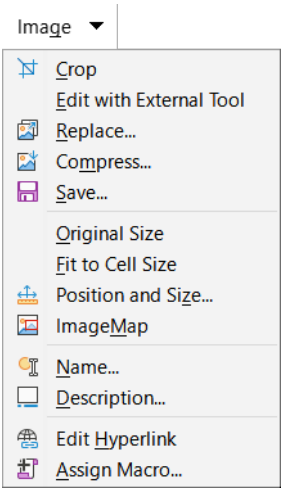 Image
Crop
Edit with External Tool
Replace...
Compress...
Save...
Original Size
Fit to Cell Size
Position and Size...
ImageMap
Name...
Description...
Edit Hyperlink
Assign Macro...